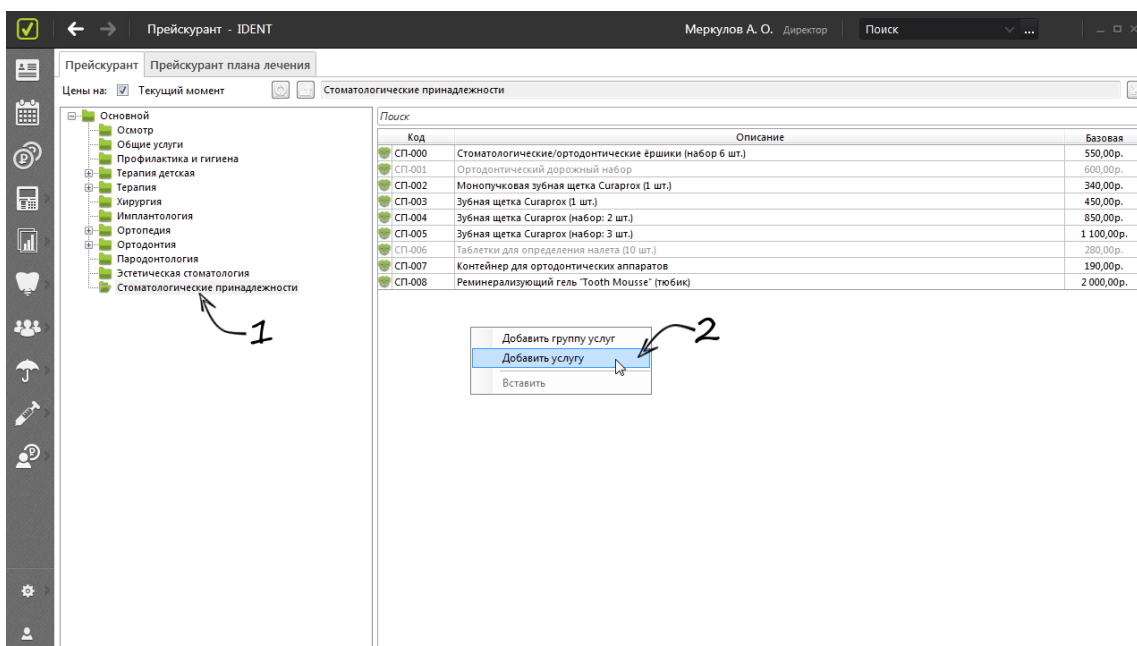 Прейскурант - IDENT
Меркулов А. О. Директор
Поиск
...
Прейскурант Прейскурант плана лечения
Цены на: Текущий момент
Стоматологические принадлежности
Основной
Осмотр
Общие услуги
Профилактика и гигиена
Терапия детская
Терапия
Хирургия
Имплантология
Ортопедия
Ортодонтия
Пародонтология
Эстетическая стоматология
Стоматологические принадлежности
1
Поиск
Код Описание Базовая
СП-000 Стоматологические/ортодонтические ёршики (набор 6 шт.) 550,00р.
СП-001 Ортодонтический дорожный набор 600,00р.
СП-002 Монопучковая зубная щетка Curaprox (1 шт.) 340,00р.
СП-003 Зубная щетка Curaprox (1 шт.) 450,00р.
СП-004 Зубная щетка Curaprox (набор: 2 шт.) 850,00р.
СП-005 Зубная щетка Curaprox (набор: 3 шт.) 1 100,00р.
СП-006 Таблетки для определения налета (10 шт.) 280,00р.
СП-007 Контейнер для ортодонтических аппаратов 190,00р.
СП-008 Реминерализующий гель "Tooth Mousse" (тюбик) 2 000,00р.
Добавить группу услуг
2
Добавить услугу
Вставить